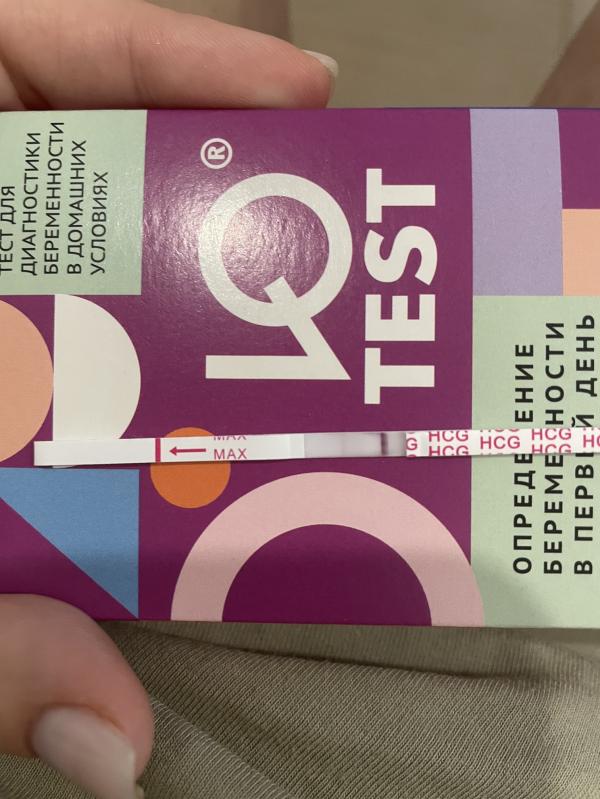 ТЕСТ ДЛЯ
ДИАГНОСТИКИ
БЕРЕМЕННОСТИ
В ДОМАШНИХ
УСЛОВИЯХ
IQ®
TEST
MAX
MAX
HCG HCG HCG
HCG HCG
ОПРЕДЕЛЕНИЕ
БЕРЕМЕННОСТИ
В ПЕРВЫЙ ДЕНЬ